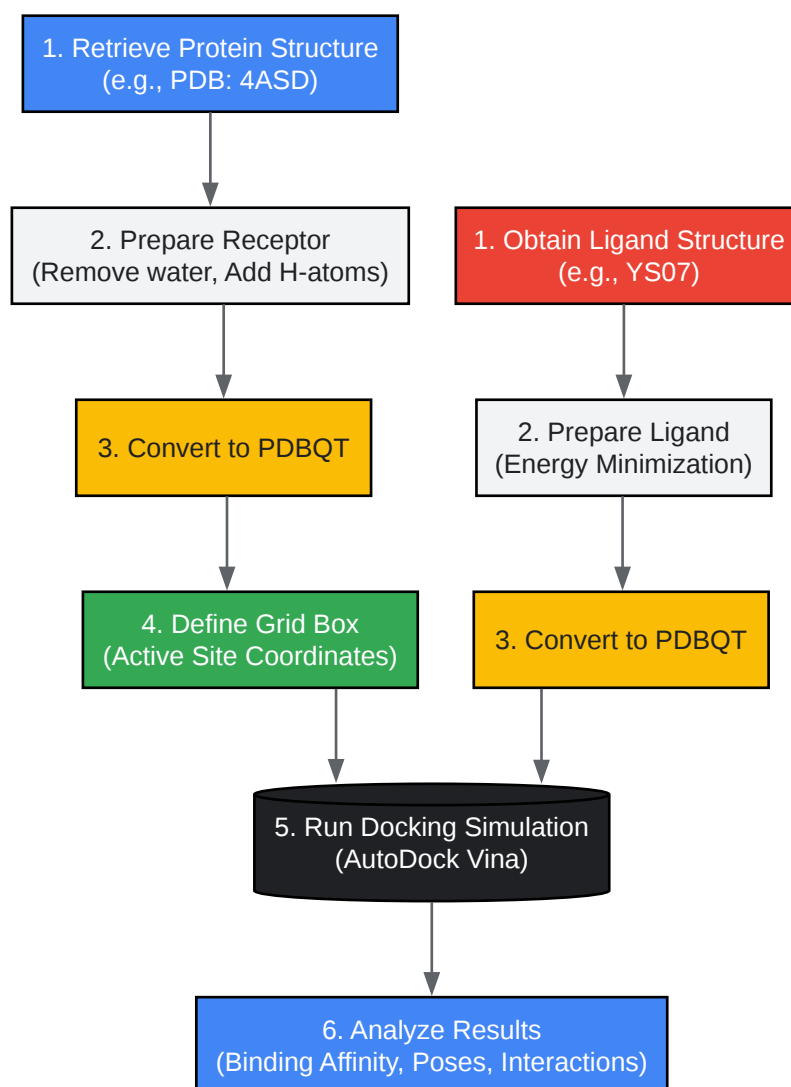 1. Retrieve Protein Structure
(e.g., PDB: 4ASD)
2. Prepare Receptor
(Remove water, Add H-atoms)
1. Obtain Ligand Structure
(e.g., YS07)
3. Convert to PDBQT
2. Prepare Ligand
(Energy Minimization)
4. Define Grid Box
(Active Site Coordinates)
3. Convert to PDBQT
5. Run Docking Simulation
(AutoDock Vina)
6. Analyze Results
(Binding Affinity, Poses, Interactions)